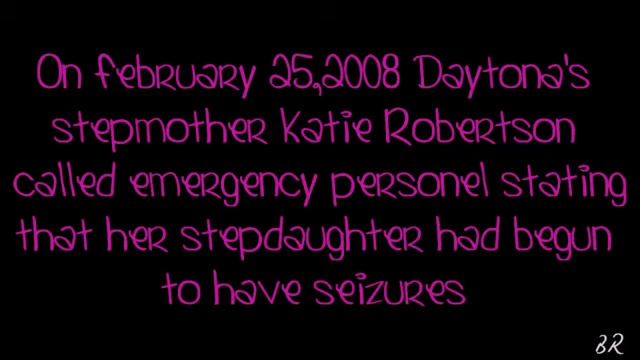 On february 25,2008 Daytona's
stepmother Katie Robertson
called emergency personel stating
that her stepdaughter had begun
to have seizures
BR